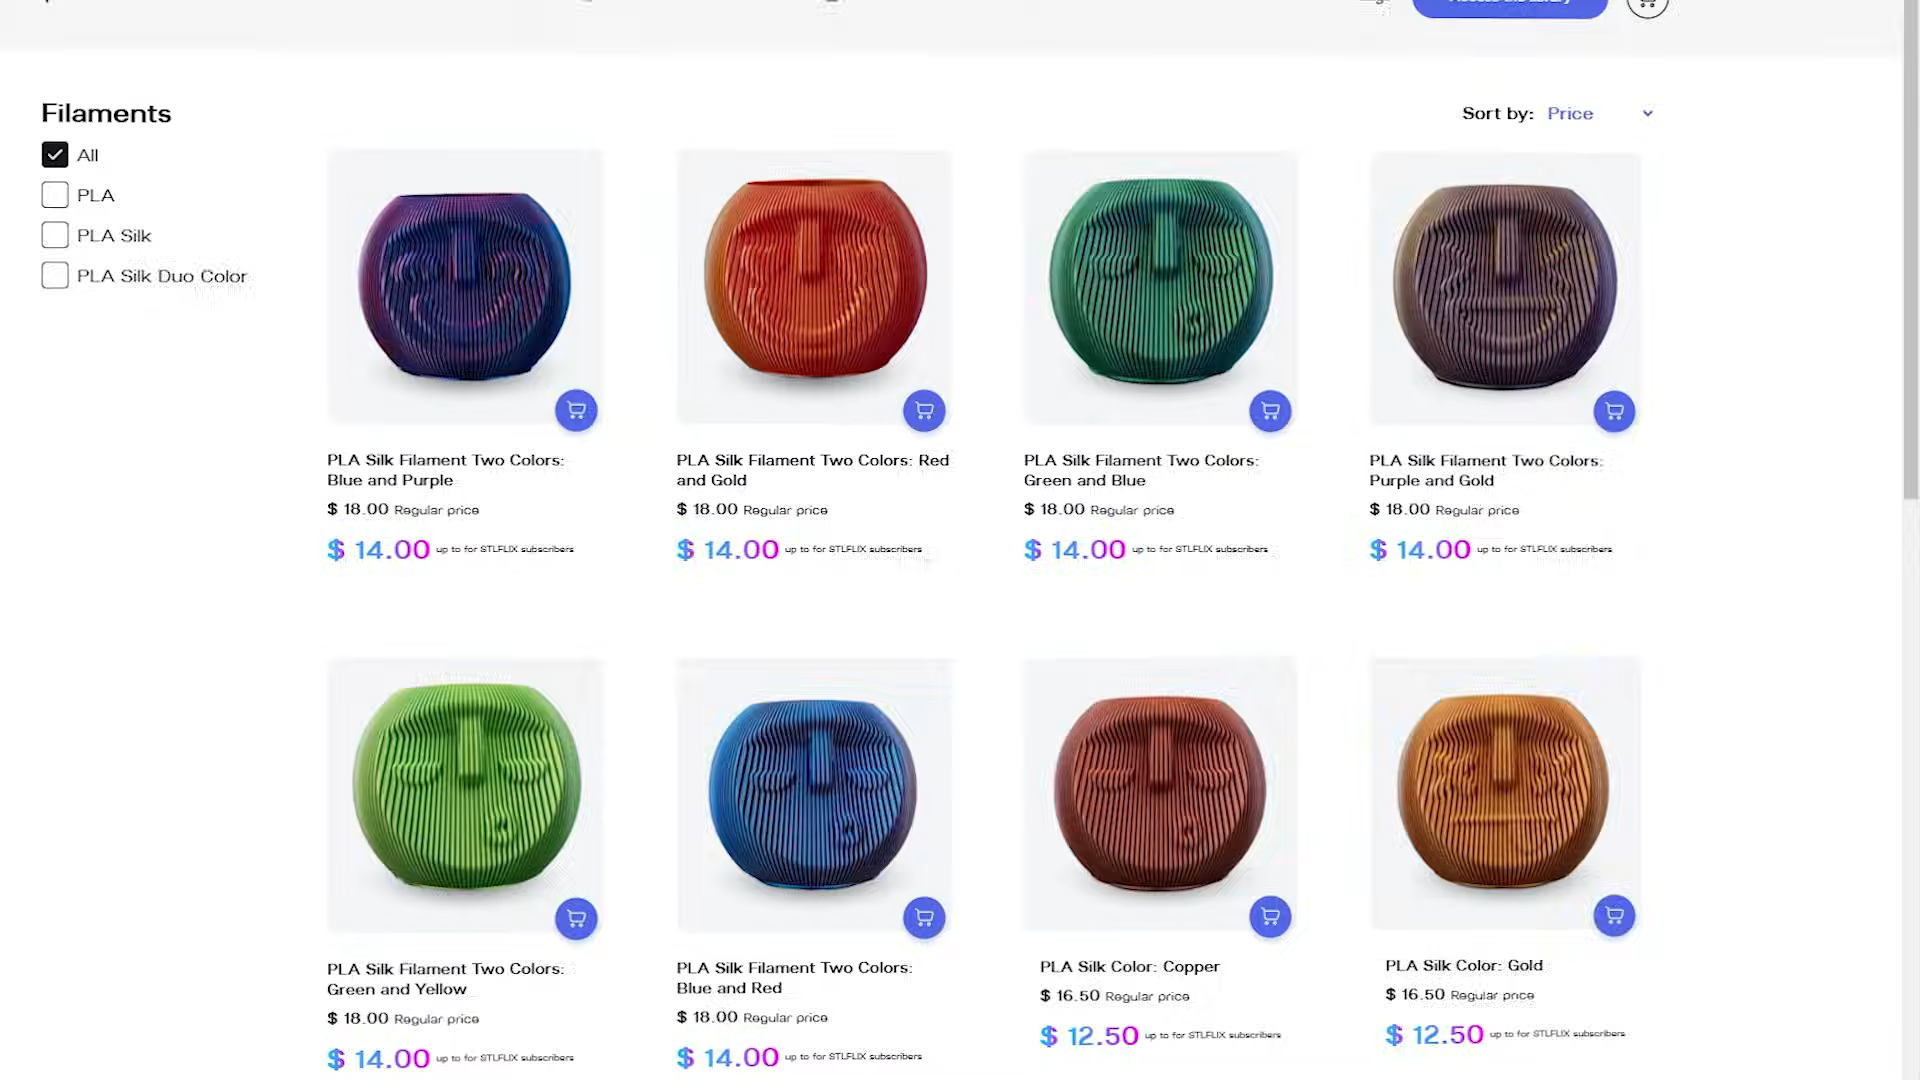 Filaments
All
PLA
PLA Silk
PLA Silk Duo Color
Sort by: Price
PLA Silk Filament Two Colors:
Blue and Purple
$ 18.00 Regular price
$ 14.00 up to for STLFLIX subscribers
PLA Silk Filament Two Colors: Red
and Gold
$ 18.00 Regular price
$ 14.00 up to for STLFLIX subscribers
PLA Silk Filament Two Colors:
Green and Blue
$ 18.00 Regular price
$ 14.00 up to for STLFLIX subscribers
PLA Silk Filament Two Colors:
Purple and Gold
$ 18.00 Regular price
$ 14.00 up to for STLFLIX subscribers
PLA Silk Filament Two Colors:
Green and Yellow
$ 18.00 Regular price
$ 14.00 up to for STLFLIX subscribers
PLA Silk Filament Two Colors:
Blue and Red
$ 18.00 Regular price
$ 14.00 up to for STLFLIX subscribers
PLA Silk Color: Copper
$ 16.50 Regular price
$ 12.50 up to for STLFLIX subscribers
PLA Silk Color: Gold
$ 16.50 Regular price
$ 12.50 up to for STLFLIX subscribers